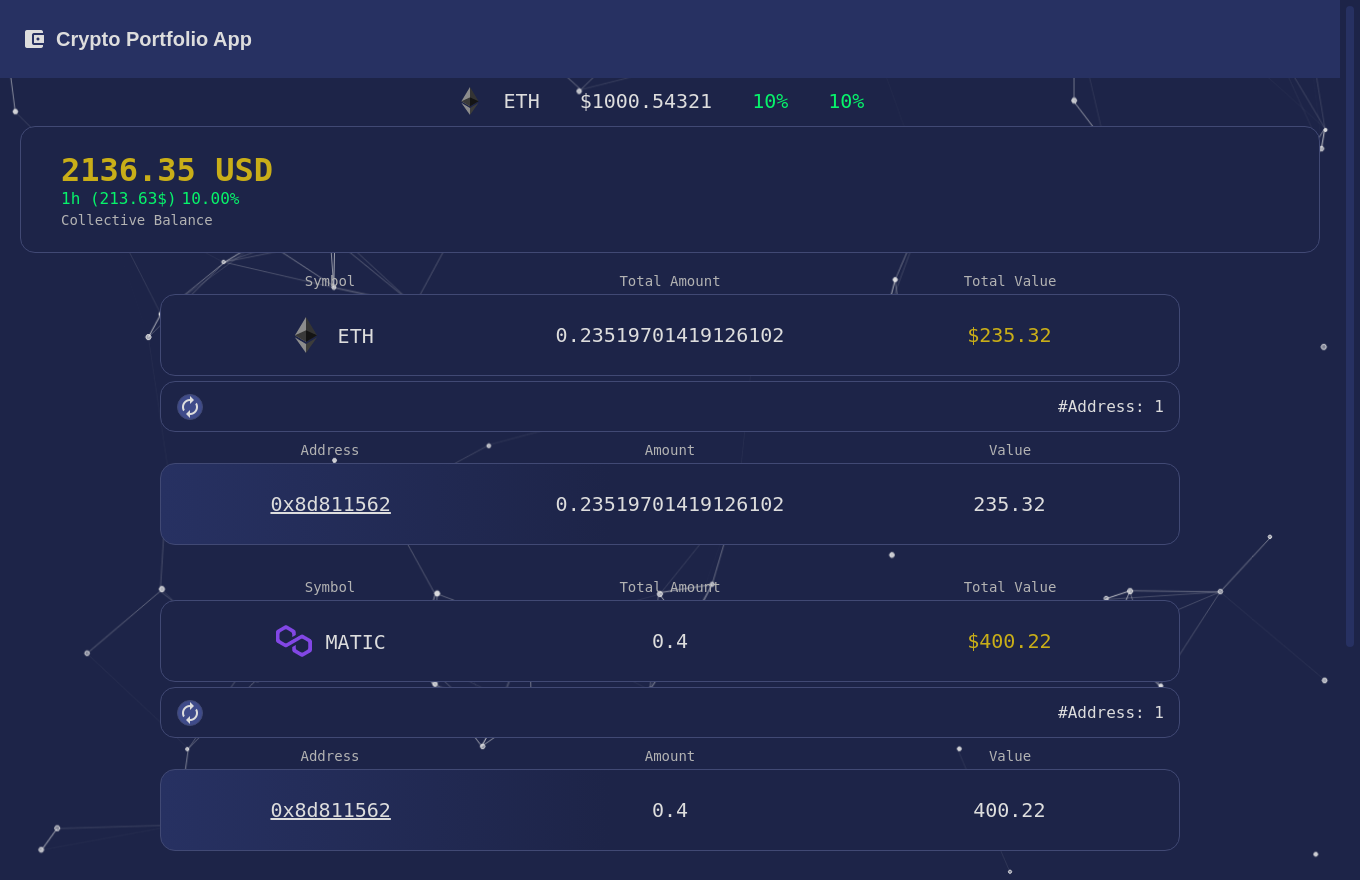 Crypto Portfolio App
ETH $1000.54321 10% 10%
2136.35 USD
1h (213.63$) 10.00%
Collective Balance
Symbol Total Amount Total Value
ETH 0.23519701419126102 $235.32
#Address: 1
Address Amount Value
0x8d811562 0.23519701419126102 235.32
Symbol Total Amount Total Value
MATIC 0.4 $400.22
#Address: 1
Address Amount Value
0x8d811562 0.4 400.22